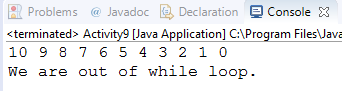 Problems @ Javadoc Declaration Console
<terminated> Activity9 [Java Application] C:\Program Files\Java
10 9 8 7 6 5 4 3 2 1 0
We are out of while loop.